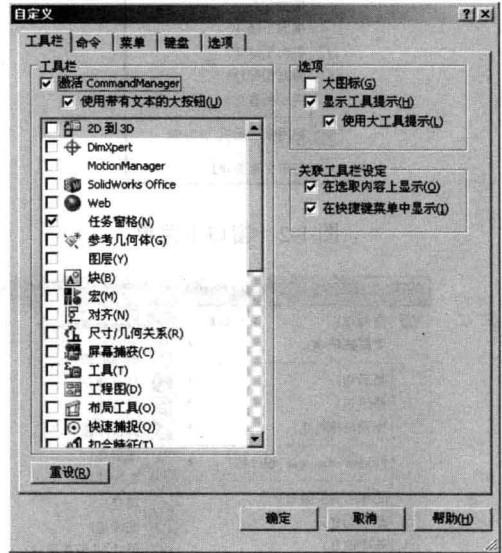 自定义
工具栏 命令 菜单 键盘 选项
工具栏
激活 CommandManager
使用带有文本的大按钮(U)
2D 到 3D
DimXpert
MotionManager
SolidWorks Office
Web
任务窗格(N)
参考几何体(G)
图层(Y)
块(B)
宏(M)
对齐(N)
尺寸/几何关系(R)
屏幕捕获(C)
工具(T)
工程图(D)
布局工具(O)
快速捕捉(Q)
扣合特征(T)
重设(R)
选项
大图标(G)
显示工具提示(H)
使用大工具提示(L)
关联工具栏设定
在选取内容上显示(O)
在快捷键菜单中显示(I)
确定 取消 帮助(H)